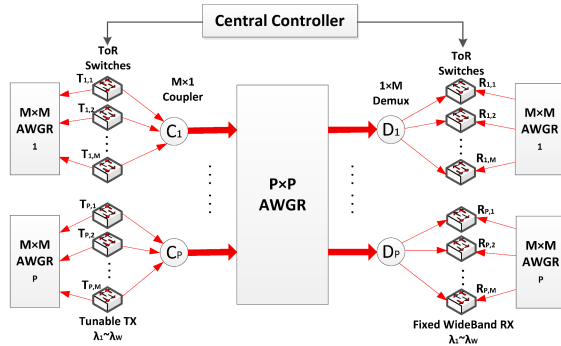 Central Controller
ToR
Switches
M×1
Coupler
1×M
Demux
ToR
Switches
T1,1
T1,2
T1,M
M×M
AWGR
1
C1
P×P
AWGR
D1
R1,1
R1,2
R1,M
M×M
AWGR
1
TP,1
TP,2
TP,M
M×M
AWGR
P
CP
DP
RP,1
RP,2
RP,M
M×M
AWGR
P
Tunable TX
λ1~λW
Fixed WideBand RX
λ1~λW